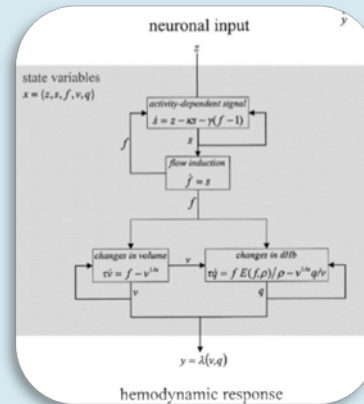 ẏ
neuronal input
z
state variables
x = {z, s, f, v, q}
activity-dependent signal
ṡ = z − κs − γ(f − 1)
f
s
flow induction
ḟ = s
f
changes in volume
τv̇ = f − v^{1/α}
v
changes in dHb
τq̇ = f E(f,ρ)/ρ − v^{1/α} q/v
v
q
y = λ(v,q)
hemodynamic response